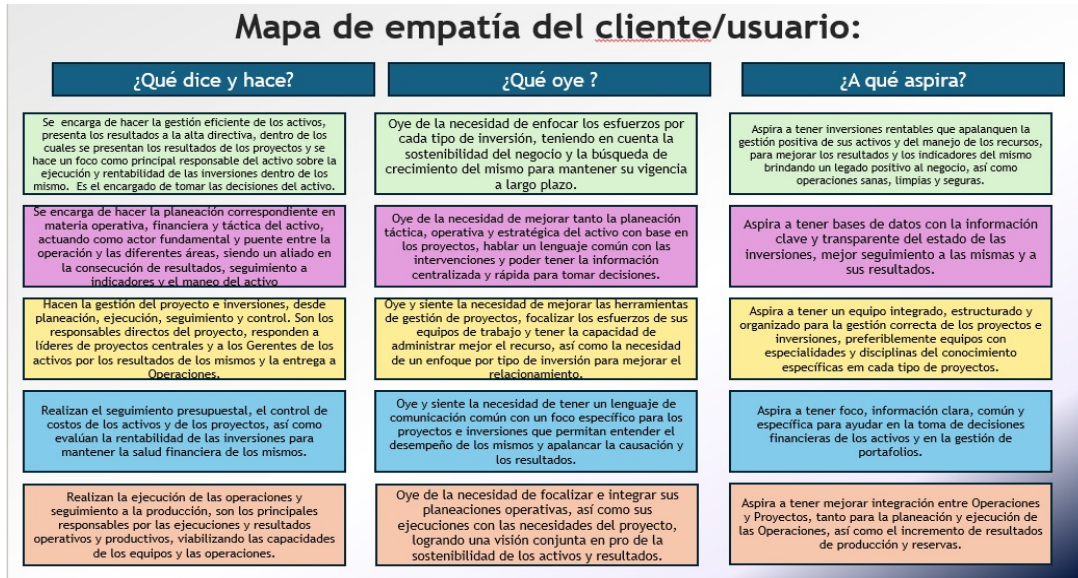 Mapa de empatía del cliente/usuario:
¿Qué dice y hace?
¿Qué oye ?
¿A qué aspira?
Se encarga de hacer la gestión eficiente de los activos,
presenta los resultados a la alta directiva, dentro de los
cuales se presentan los resultados de los proyectos y se
hace un foco como principal responsable del activo sobre la
ejecución y rentabilidad de las inversiones dentro de los
mismo. Es el encargado de tomar las decisiones del activo.
Oye de la necesidad de enfocar los esfuerzos por
cada tipo de inversión, teniendo en cuenta la
sostenibilidad del negocio y la búsqueda de
crecimiento del mismo para mantener su vigencia
a largo plazo.
Aspira a tener inversiones rentables que apalanquen la
gestión positiva de sus activos y del manejo de los recursos,
para mejorar los resultados y los indicadores del mismo
brindando un legado positivo al negocio, así como
operaciones sanas, limpias y seguras.
Se encarga de hacer la planeación correspondiente en
materia operativa, financiera y táctica del activo,
actuando como actor fundamental y puente entre la
operación y las diferentes áreas, siendo un aliado en
la consecución de resultados, seguimiento a
indicadores y el maneo del activo
Oye de la necesidad de mejorar tanto la planeación
táctica, operativa y estratégica del activo con base en
los proyectos, hablar un lenguaje común con las
intervenciones y poder tener la información
centralizada y rápida para tomar decisiones.
Aspira a tener bases de datos con la información
clave y transparente del estado de las
inversiones, mejor seguimiento a las mismas y a
sus resultados.
Hacen la gestión del proyecto e inversiones, desde
planeación, ejecución, seguimiento y control. Son los
responsables directos del proyecto, responden a
líderes de proyectos centrales y a los Gerentes de los
activos por los resultados de los mismos y la entrega a
Operaciones.
Oye y siente la necesidad de mejorar las herramientas
de gestión de proyectos, focalizar los esfuerzos de sus
equipos de trabajo y tener la capacidad de
administrar mejor el recurso, así como la necesidad
de un enfoque por tipo de inversión para mejorar el
relacionamiento.
Aspira a tener un equipo integrado, estructurado y
organizado para la gestión correcta de los proyectos e
inversiones, preferiblemente equipos con
especialidades y disciplinas del conocimiento
específicas em cada tipo de proyectos.
Realizan el seguimiento presupuestal, el control de
costos de los activos y de los proyectos, así como
evalúan la rentabilidad de las inversiones para
mantener la salud financiera de los mismos.
Oye y siente la necesidad de tener un lenguaje de
comunicación común con un foco específico para los
proyectos e inversiones que permitan entender el
desempeño de los mismos y apalancar la causación y
los resultados.
Aspira a tener foco, información clara, común y
específica para ayudar en la toma de decisiones
financieras de los activos y en la gestión de
portafolios.
Realizan la ejecución de las operaciones y
seguimiento a la producción, son los principales
responsables por las ejecuciones y resultados
operativos y productivos, viabilizando las capacidades
de los equipos y las operaciones.
Oye de la necesidad de focalizar e integrar sus
planeaciones operativas, así como sus
ejecuciones con las necesidades del proyecto,
logrando una visión conjunta en pro de la
sostenibilidad de los activos y resultados.
Aspira a tener mejorar integración entre Operaciones
y Proyectos, tanto para la planeación y ejecución de
las Operaciones, así como el incremento de resultados
de producción y reservas.